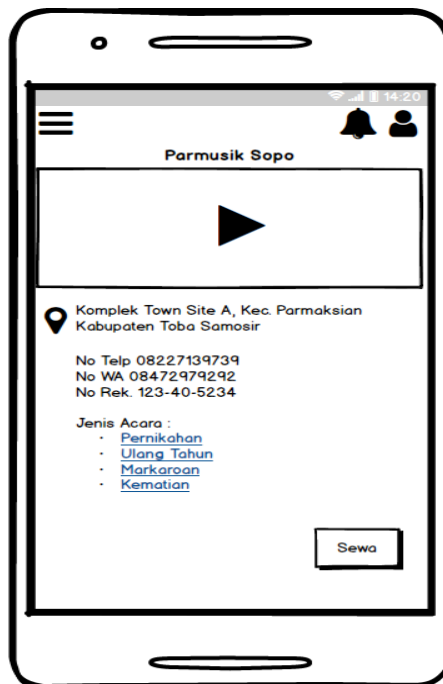 14:20
Parmusik Sopo
Komplek Town Site A, Kec. Parmaksian
Kabupaten Toba Samosir
No Telp 08227139739
No WA 08472979292
No Rek. 123-40-5234
Jenis Acara :
· Pernikahan
· Ulang Tahun
· Markaroan
· Kematian
Sewa